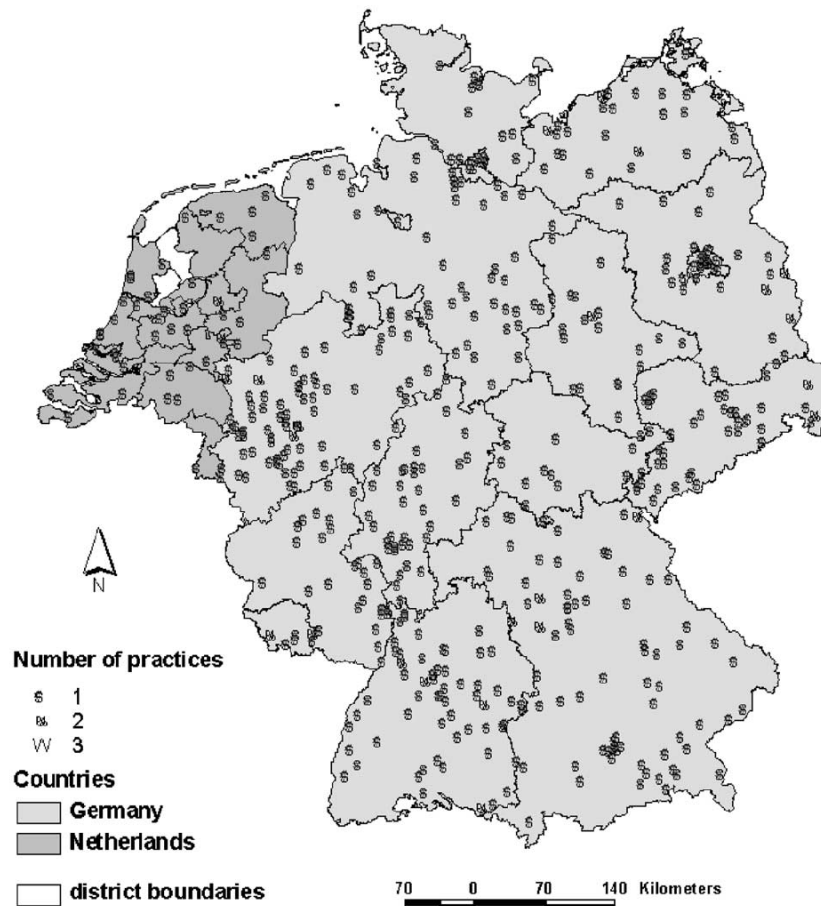 N
Number of practices
1
2
3
Countries
Germany
Netherlands
district boundaries
70 0 70 140 Kilometers